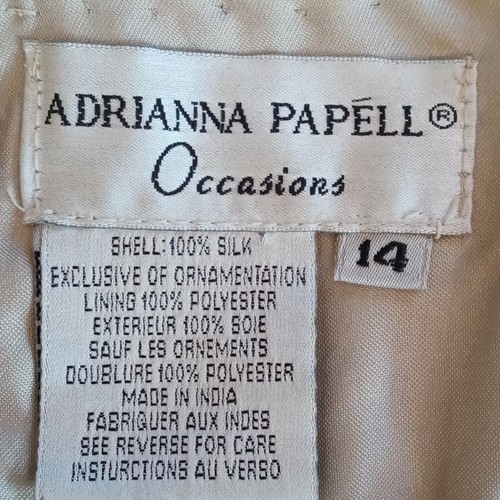 ADRIANNA PAPÉLL®
Occasions
14
SHELL: 100% SILK
EXCLUSIVE OF ORNAMENTATION
LINING 100% POLYESTER
EXTERIEUR 100% SOIE
SAUF LES ORNEMENTS
DOUBLURE 100% POLYESTER
MADE IN INDIA
FABRIQUER AUX INDES
SEE REVERSE FOR CARE
INSTURCTIONS AU VERSO